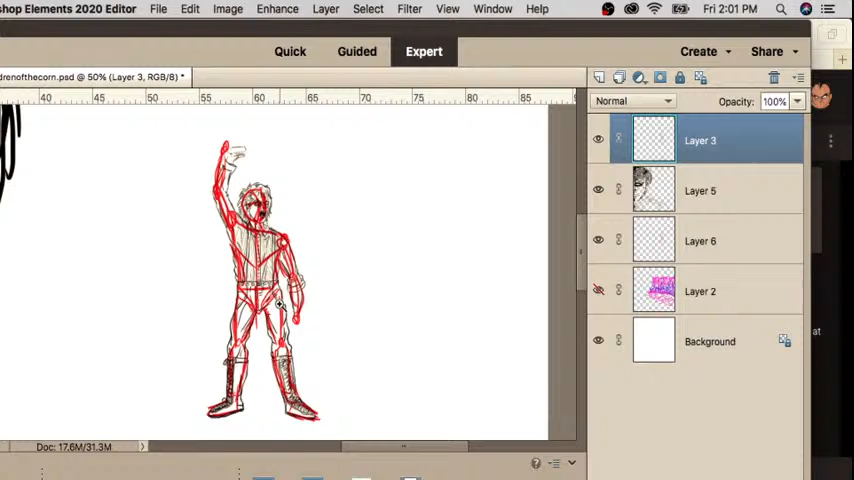 shop Elements 2020 Editor File Edit Image Enhance Layer Select Filter View Window Help Fri 2:01 PM
Quick Guided Expert Create Share
drenofthecorn.psd @ 50% (Layer 3, RGB/8) *
40 45 50 55 60 65 70 75 80 85
Normal Opacity: 100%
Layer 3
Layer 5
Layer 6
Layer 2
at
Background
Doc: 17.6M/31.3M